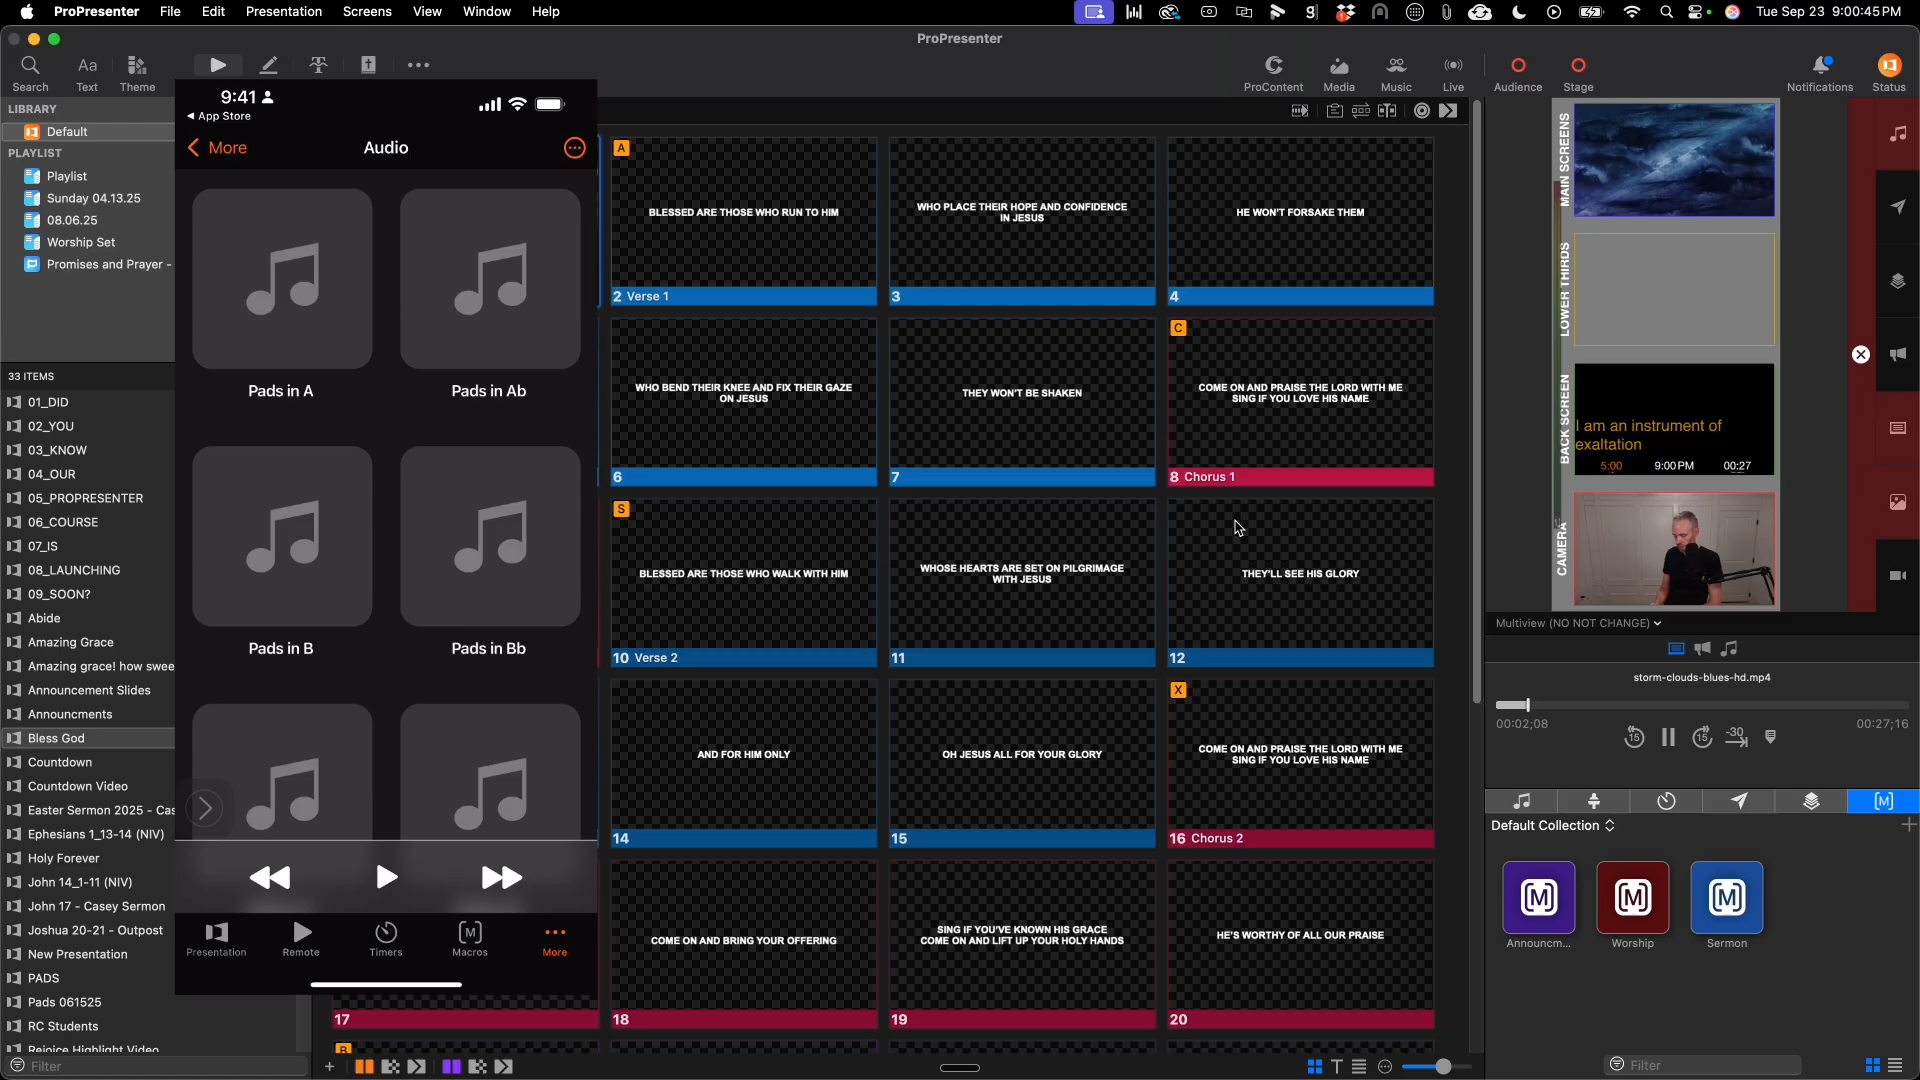 ProPresenter File Edit Presentation Screens View Window Help
Tue Sep 23 9:00:45 PM
ProPresenter
Search Text Theme
ProContent Media Music Live Audience Stage Notifications Status
LIBRARY
Default
PLAYLIST
Playlist
Sunday 04.13.25
08.06.25
Worship Set
Promises and Prayer -
33 ITEMS
01_DID
02_YOU
03_KNOW
04_OUR
05_PROPRESENTER
06_COURSE
07_IS
08_LAUNCHING
09_SOON?
Abide
Amazing Grace
Amazing grace! how swee
Announcement Slides
Announcments
Bless God
Countdown
Countdown Video
Easter Sermon 2025 - Cas
Ephesians 1_13-14 (NIV)
Holy Forever
John 14_1-11 (NIV)
John 17 - Casey Sermon
Joshua 20-21 - Outpost
New Presentation
PADS
Pads 061525
RC Students
Rejoice Highlight Video
Filter
9:41
App Store
More
Audio
Pads in A
Pads in Ab
Pads in B
Pads in Bb
Presentation
Remote
Timers
Macros
More
A
BLESSED ARE THOSE WHO RUN TO HIM
2 Verse 1
WHO PLACE THEIR HOPE AND CONFIDENCE
IN JESUS
3
HE WON'T FORSAKE THEM
4
WHO BEND THEIR KNEE AND FIX THEIR GAZE
ON JESUS
6
THEY WON'T BE SHAKEN
7
C
COME ON AND PRAISE THE LORD WITH ME
SING IF YOU LOVE HIS NAME
8 Chorus 1
S
BLESSED ARE THOSE WHO WALK WITH HIM
10 Verse 2
WHOSE HEARTS ARE SET ON PILGRIMAGE
WITH JESUS
11
THEY'LL SEE HIS GLORY
12
AND FOR HIM ONLY
14
OH JESUS ALL FOR YOUR GLORY
15
X
COME ON AND PRAISE THE LORD WITH ME
SING IF YOU LOVE HIS NAME
16 Chorus 2
17
COME ON AND BRING YOUR OFFERING
18
SING IF YOU'VE KNOWN HIS GRACE
COME ON AND LIFT UP YOUR HOLY HANDS
19
HE'S WORTHY OF ALL OUR PRAISE
20
B
MAIN SCREENS
LOWER THIRDS
BACK SCREEN
I am an instrument of
exaltation
5:00 9:00PM 00:27
CAMERA
Multiview (NO NOT CHANGE)
storm-clouds-blues-hd.mp4
00:02;08
00:27;16
15
15
-30
[M]
Default Collection
M
M
M
Announcm...
Worship
Sermon
Filter